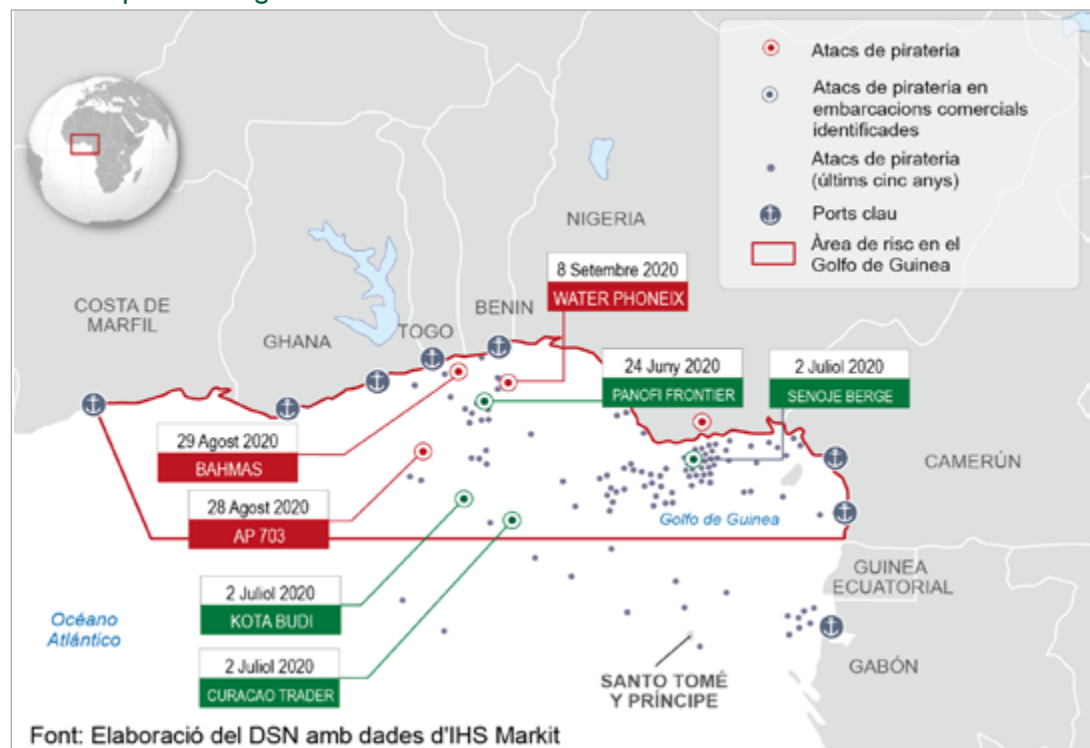 Atacs de pirateria
Atacs de pirateria en
embarcacions comercials
identificades
Atacs de pirateria
(últims cinc anys)
Ports clau
Àrea de risc en el
Golfo de Guinea
NIGERIA
8 Setembre 2020
WATER PHONEIX
COSTA DE
MARFIL
GHANA
TOGO
BENIN
24 Juny 2020
PANOFI FRONTIER
2 Juliol 2020
SENOJE BERGE
29 Agost 2020
BAHMAS
CAMERÚN
28 Agost 2020
AP 703
Golfo de Guinea
GUINEA
ECUATORIAL
2 Juliol 2020
KOTA BUDI
Océano
Atlántico
2 Juliol 2020
CURACAO TRADER
SANTO TOMÉ
Y PRÍNCIPE
GABÓN
Font: Elaboració del DSN amb dades d'IHS Markit